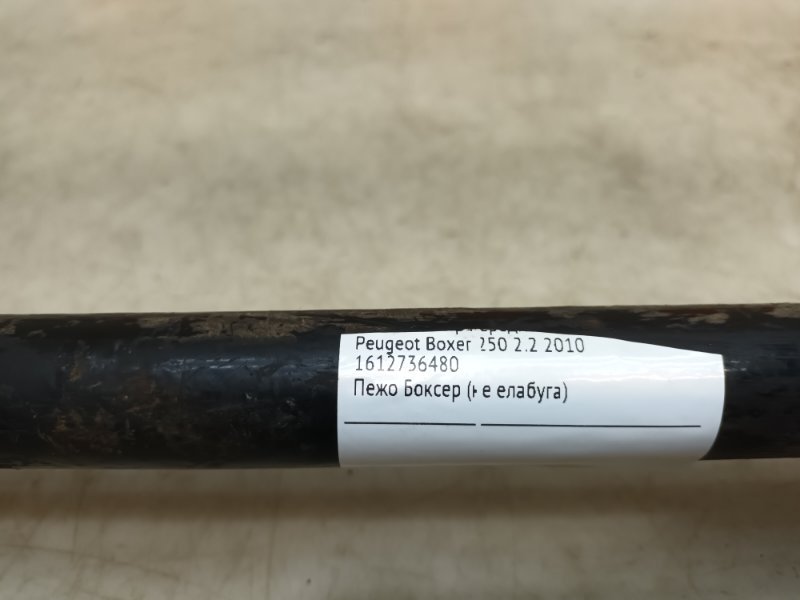 Peugeot Boxer 250 2.2 2010
1612736480
Пежо Боксер (не елабуга)